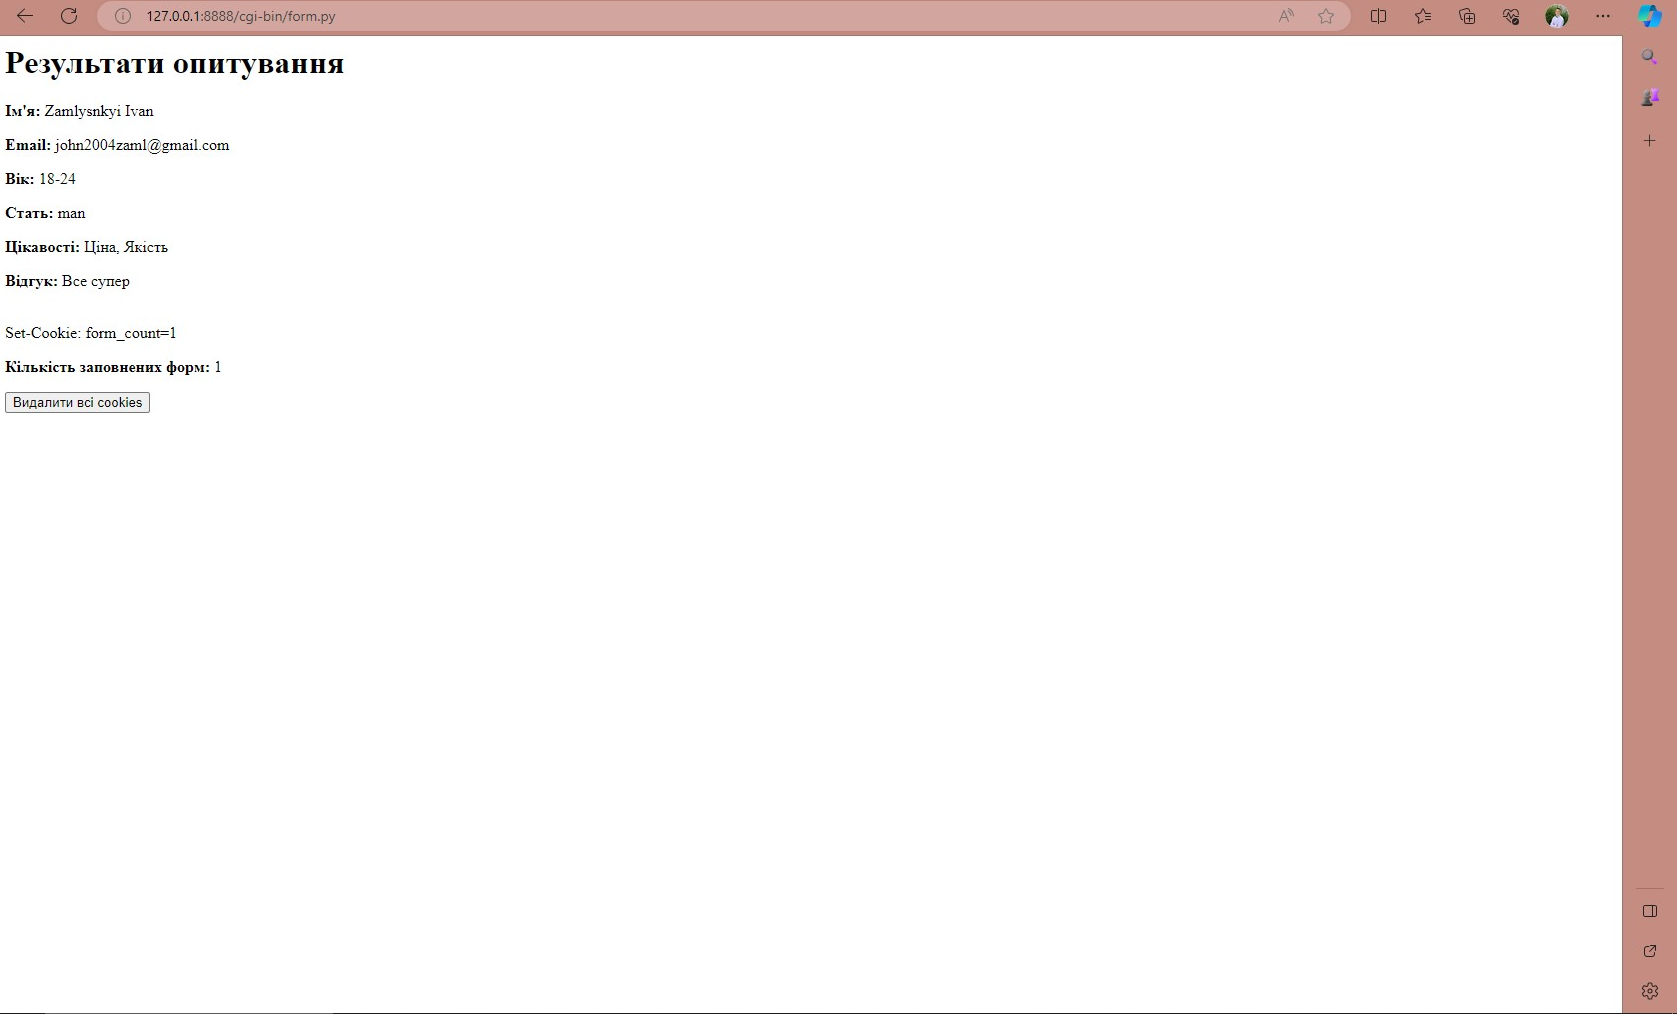 127.0.0.1:8888/cgi-bin/form.py
Результати опитування
Ім'я: Zamlysnkyi Ivan
Email: john2004zaml@gmail.com
Вік: 18-24
Стать: man
Цікавості: Ціна, Якість
Відгук: Все супер
Set-Cookie: form_count=1
Кількість заповнених форм: 1
Видалити всі cookies